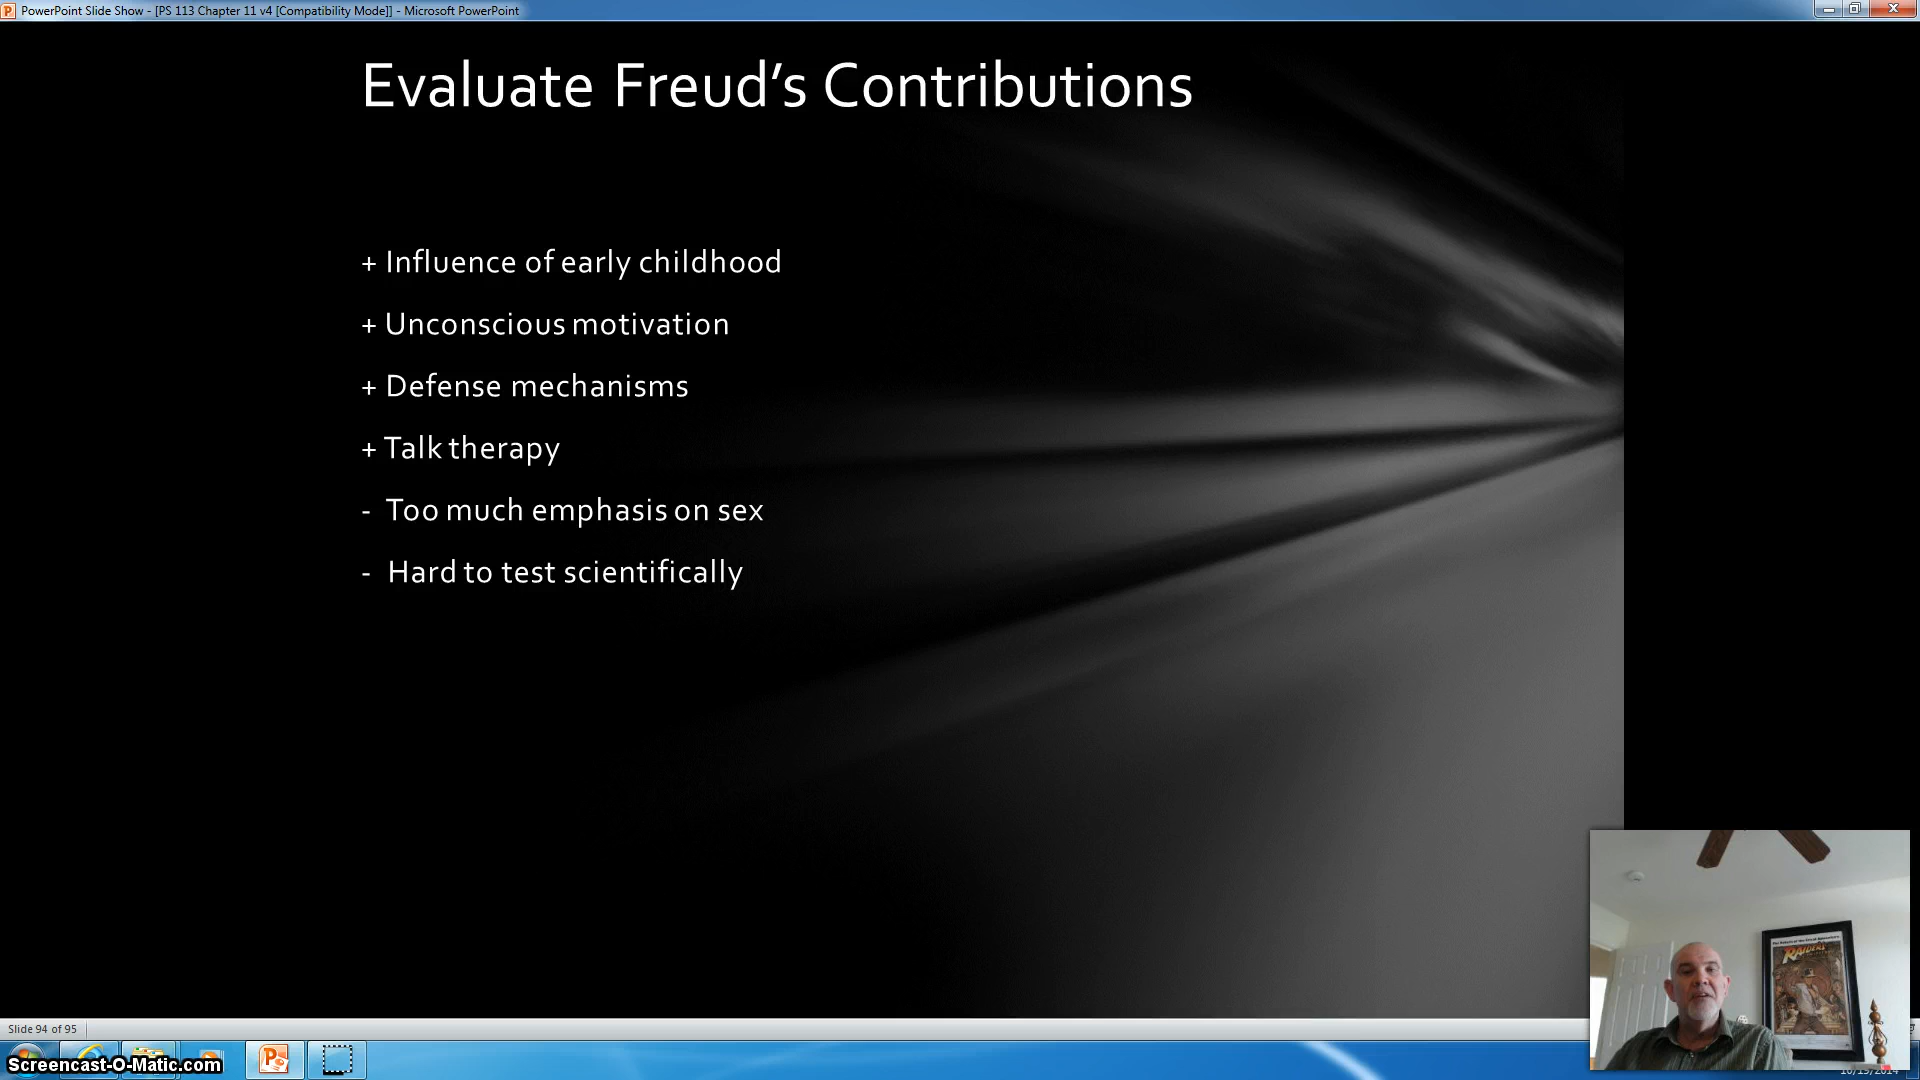 PowerPoint Slide Show - [PS 113 Chapter 11 v4 [Compatibility Mode]] - Microsoft PowerPoint
Evaluate Freud’s Contributions
+ Influence of early childhood
+ Unconscious motivation
+ Defense mechanisms
+ Talk therapy
- Too much emphasis on sex
- Hard to test scientifically
RAIDERS
Slide 94 of 95
Screencast-O-Matic.com